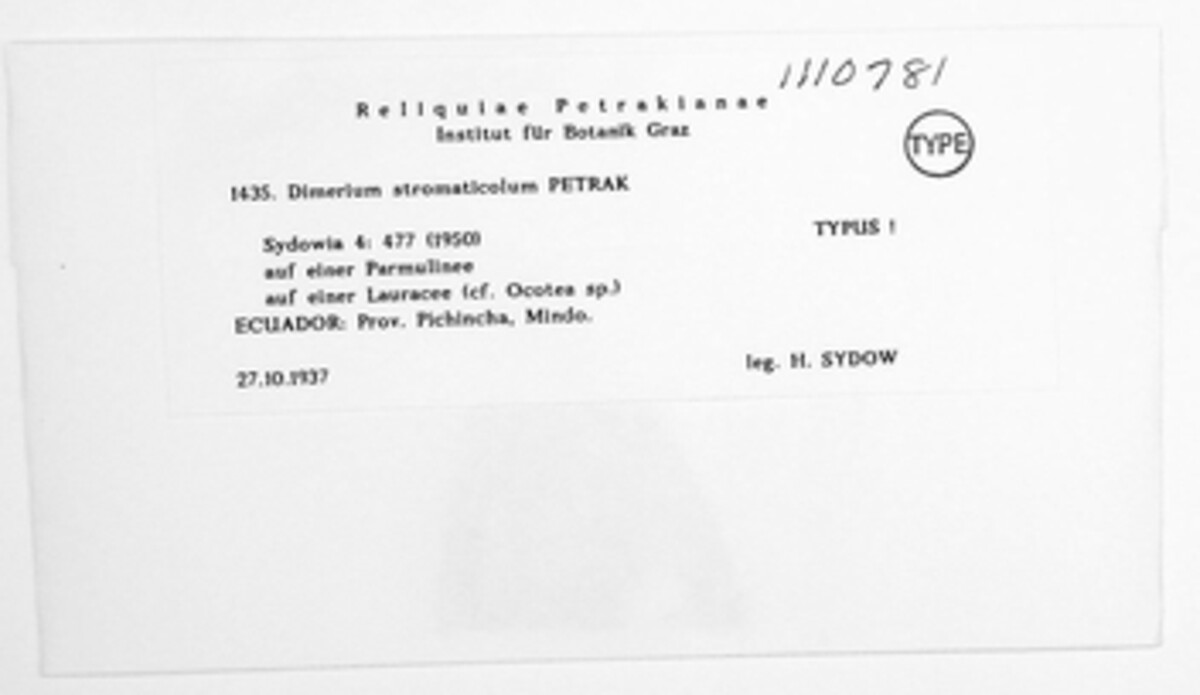 1110781
Reliquiae Petrakianae
Institut für Botanik Graz
TYPE
1435. Dimerium stromaticolum PETRAK
TYPUS !
Sydowia 4: 477 (1950)
auf einer Parmulinee
auf einer Lauracee (cf. Ocotea sp.)
ECUADOR: Prov. Pichincha, Mindo.
27.10.1937
leg. H. SYDOW